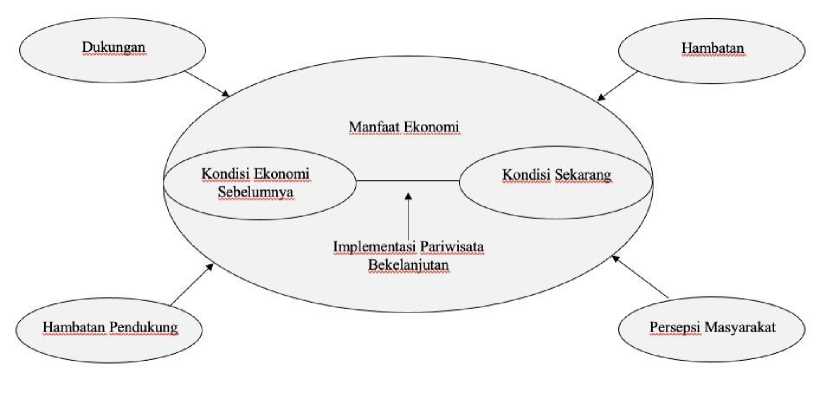 Dukungan
Hambatan
Manfaat Ekonomi
Kondisi Ekonomi
Sebelumnya
Kondisi Sekarang
Implementasi Pariwisata
Bekelanjutan
Hambatan Pendukung
Persepsi Masyarakat